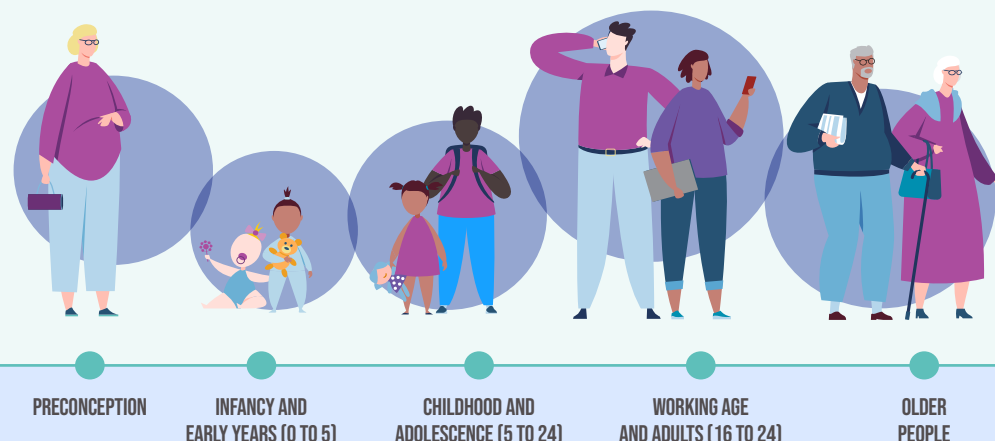 PRECONCEPTION
INFANCY AND
EARLY YEARS (0 TO 5)
CHILDHOOD AND
ADOLESCENCE (5 TO 24)
WORKING AGE
AND ADULTS (16 TO 24)
OLDER
PEOPLE